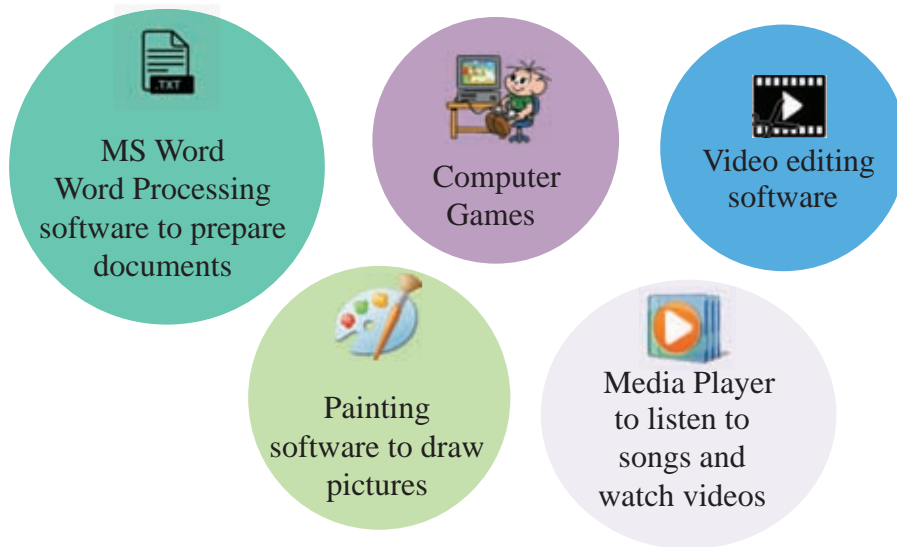 .TXT
MS Word
Word Processing
software to prepare
documents
Computer
Games
Video editing
software
Painting
software to draw
pictures
Media Player
to listen to
songs and
watch videos